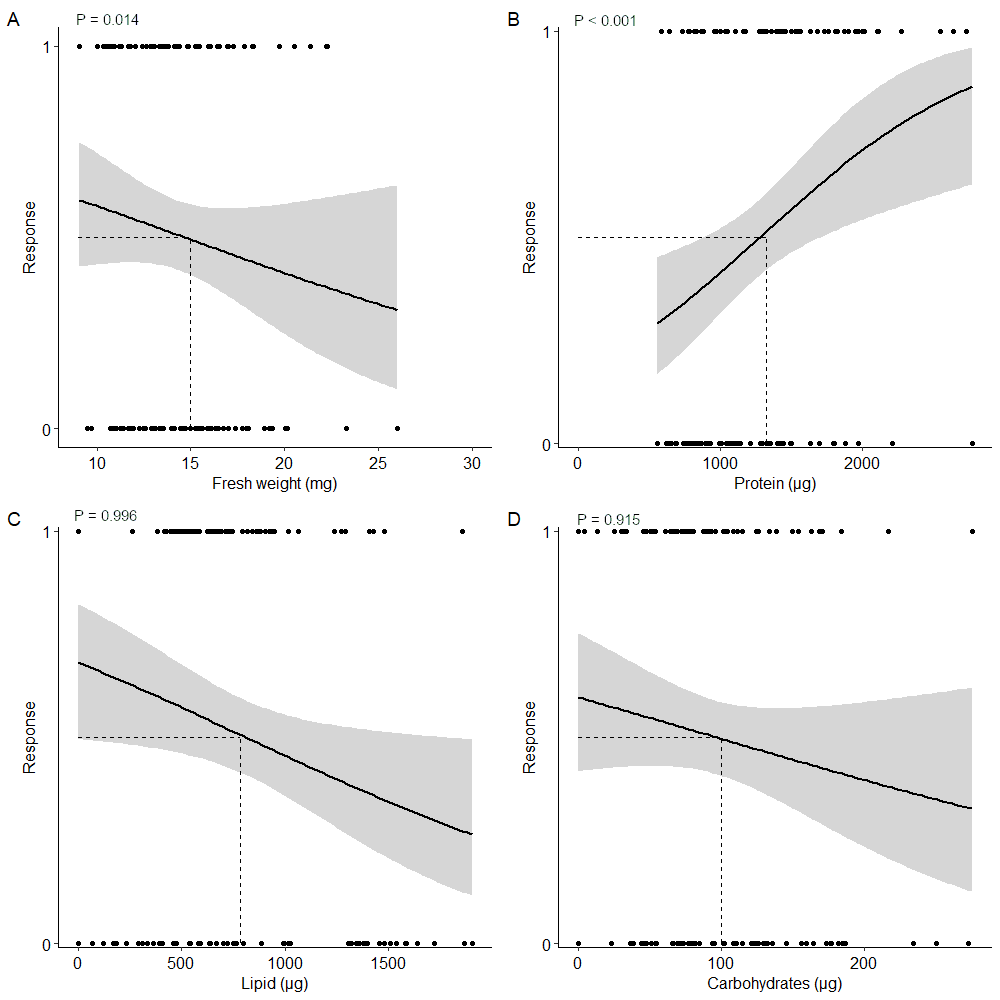 A
P = 0.014
1
Response
0
10 15 20 25 30
Fresh weight (mg)
B
P < 0.001
1
Response
0
0 1000 2000
Protein (µg)
C
P = 0.996
1
Response
0
0 500 1000 1500
Lipid (µg)
D
P = 0.915
1
Response
0
0 100 200
Carbohydrates (µg)